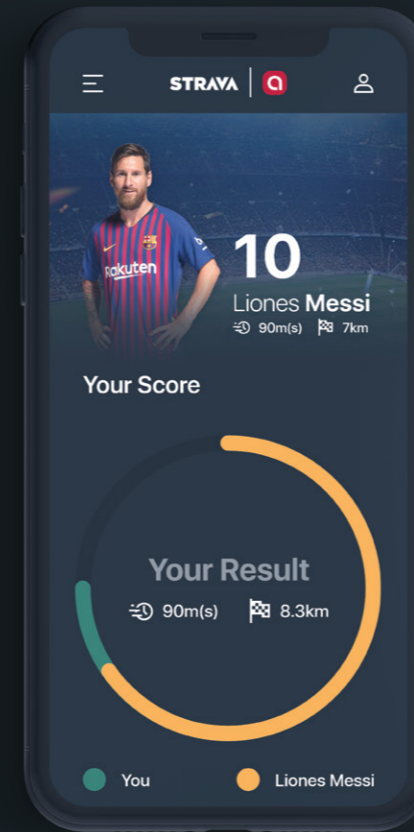 STRAVA
Rakuten
10
Liones Messi
90m(s) 7km
Your Score
Your Result
90m(s) 8.3km
You Liones Messi